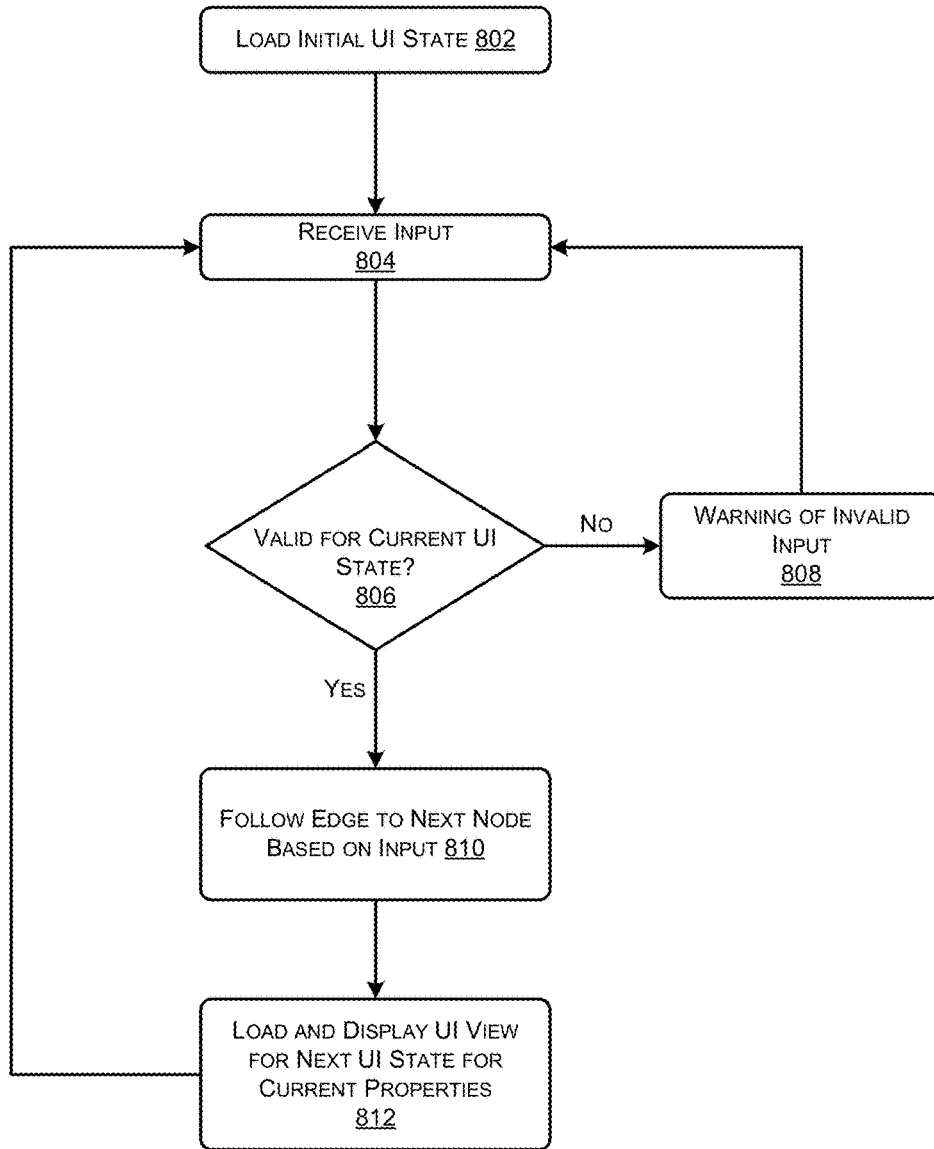 LOAD INITIAL UI STATE 802
RECEIVE INPUT
804
VALID FOR CURRENT UI
STATE?
806
NO
WARNING OF INVALID
INPUT
808
YES
FOLLOW EDGE TO NEXT NODE
BASED ON INPUT 810
LOAD AND DISPLAY UI VIEW
FOR NEXT UI STATE FOR
CURRENT PROPERTIES
812